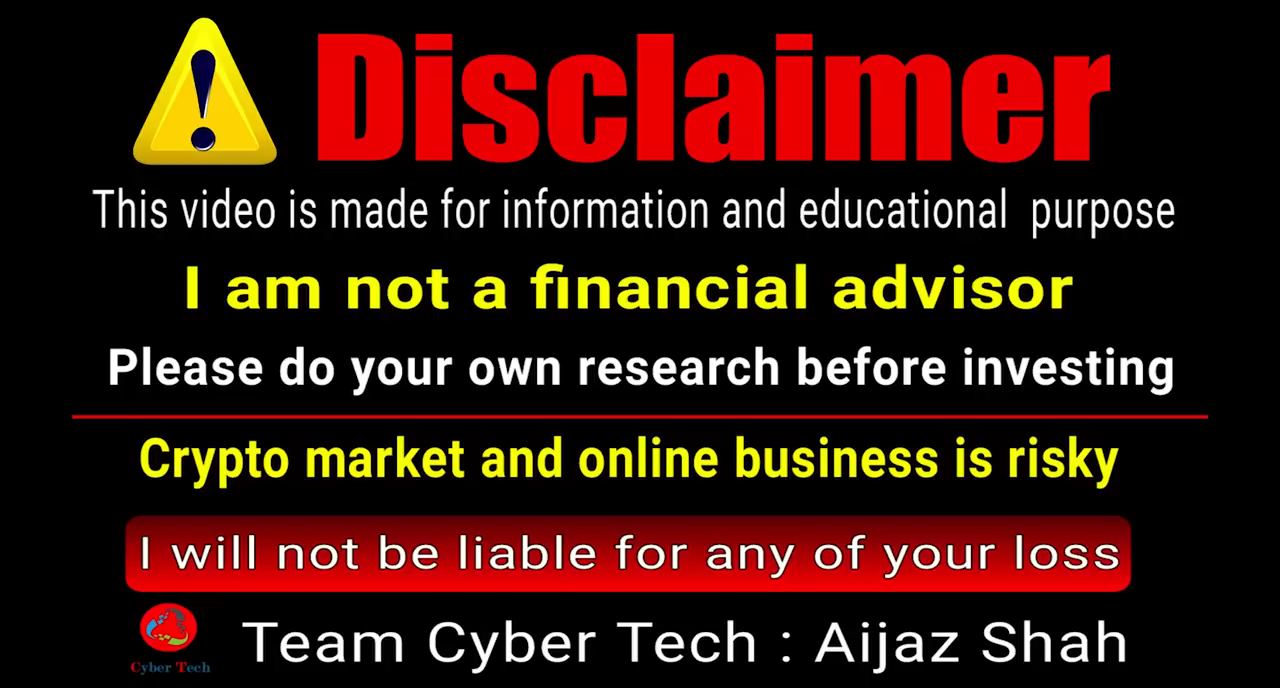 Disclaimer
This video is made for information and educational purpose
I am not a financial advisor
Please do your own research before investing
Crypto market and online business is risky
I will not be liable for any of your loss
Team Cyber Tech : Aijaz Shah
Cyber Tech